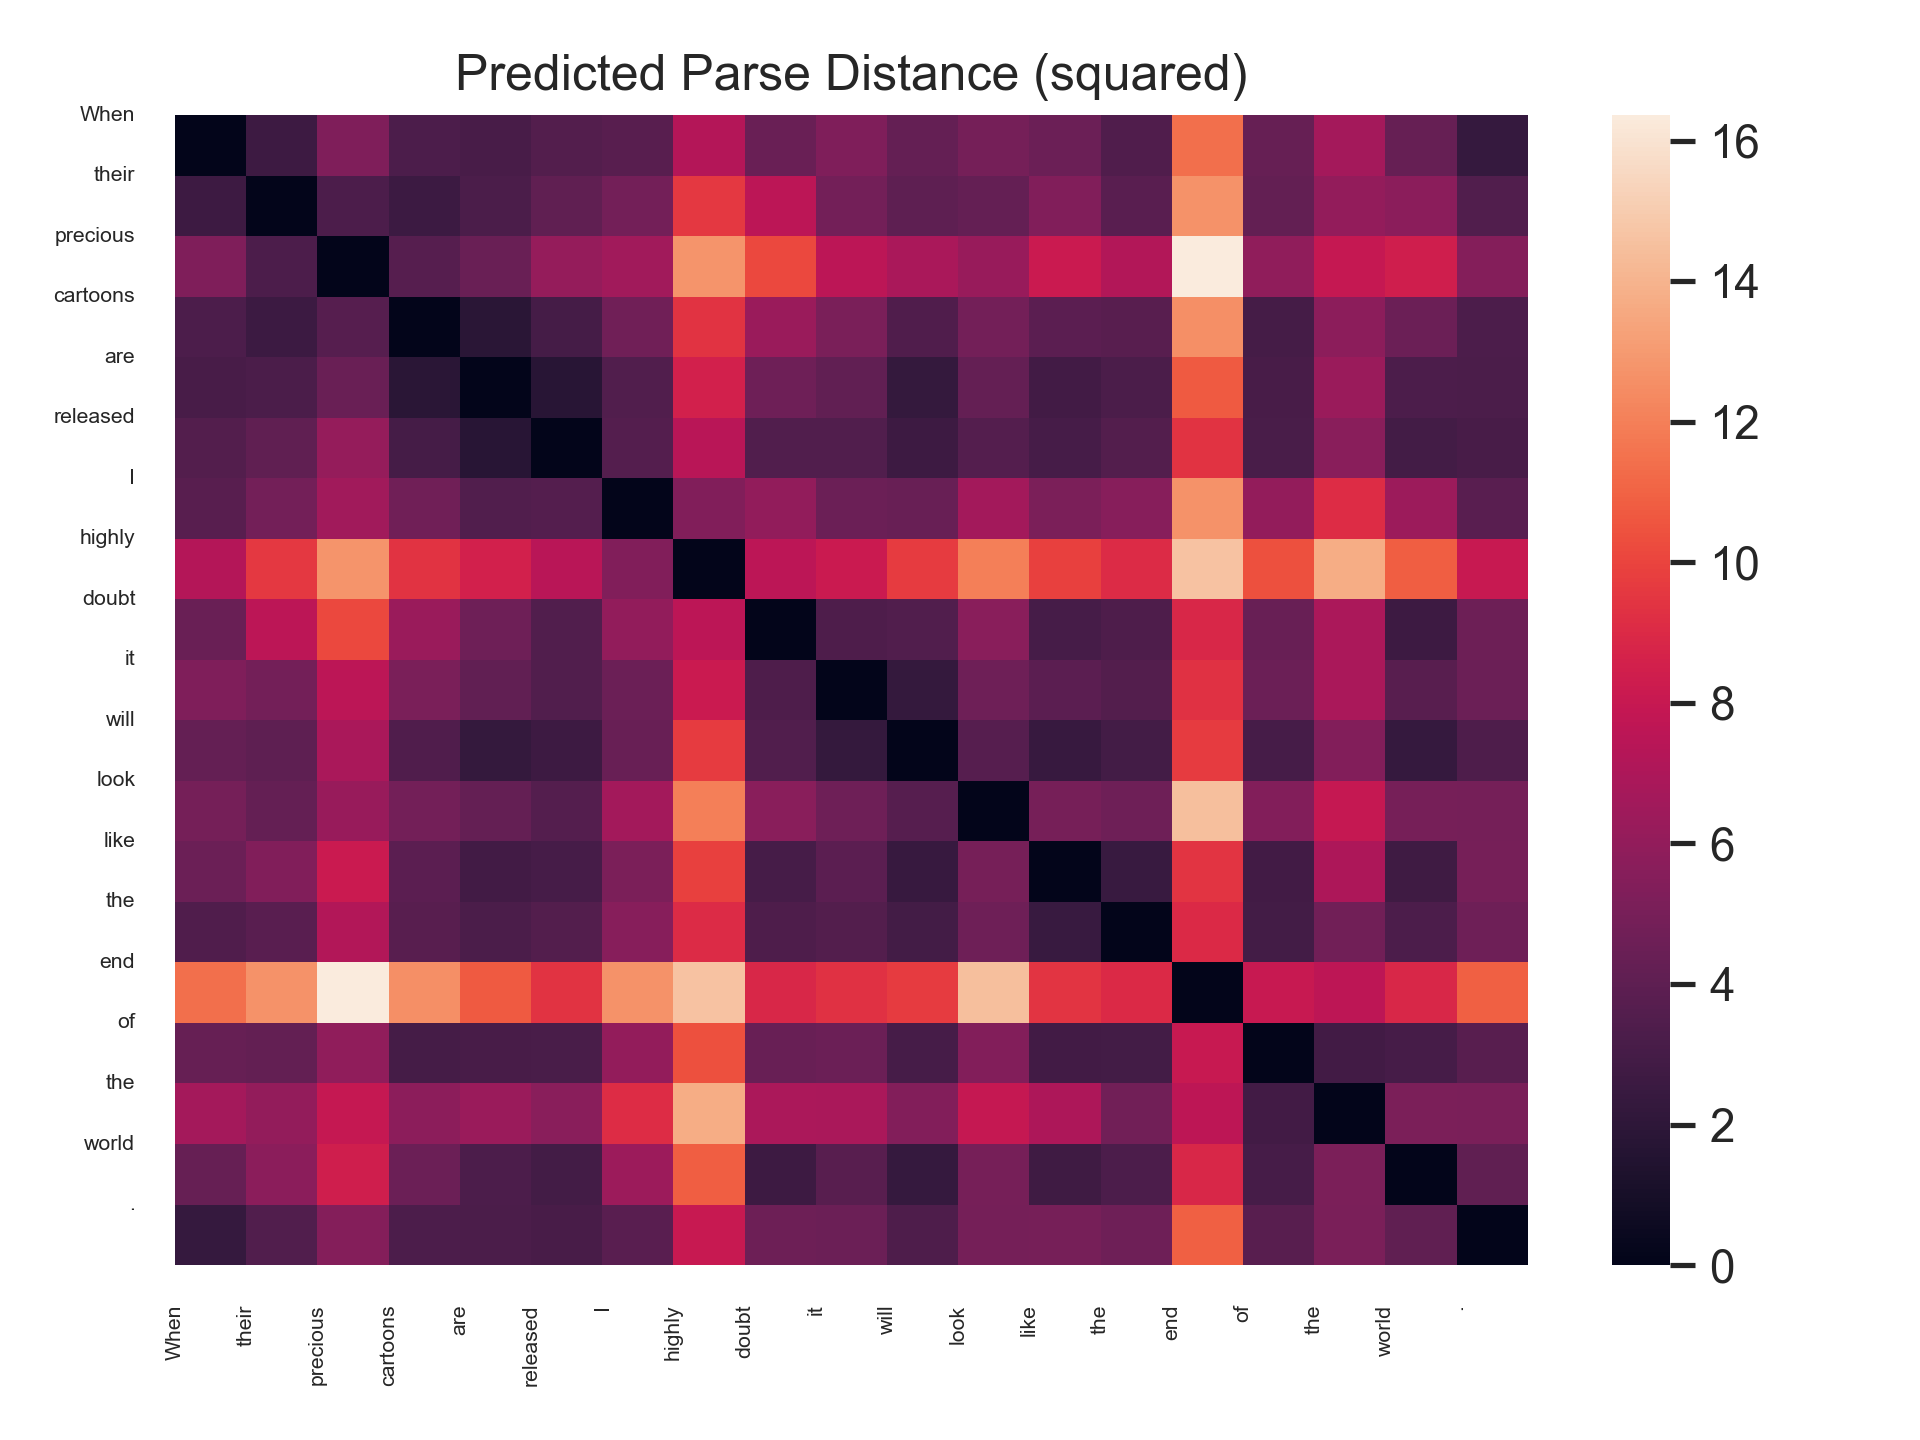 Predicted Parse Distance (squared)
When
their
precious
cartoons
are
released
I
highly
doubt
it
will
look
like
the
end
of
the
world
.
16
14
12
10
8
6
4
2
0
When their precious cartoons are released I highly doubt it will look like the end of the world .